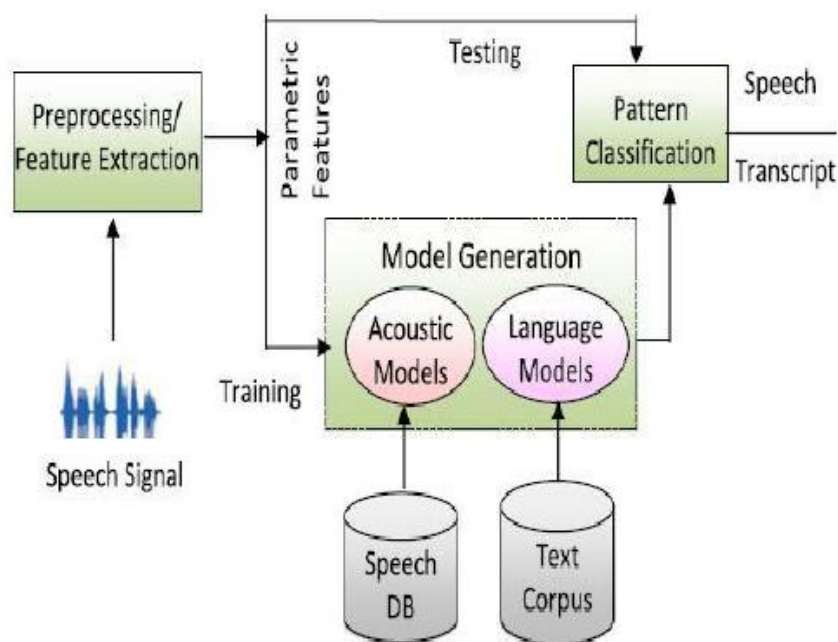 Preprocessing/
Feature Extraction
Parametric
Features
Testing
Pattern
Classification
Speech
Transcript
Model Generation
Acoustic
Models
Language
Models
Training
Speech Signal
Speech
DB
Text
Corpus